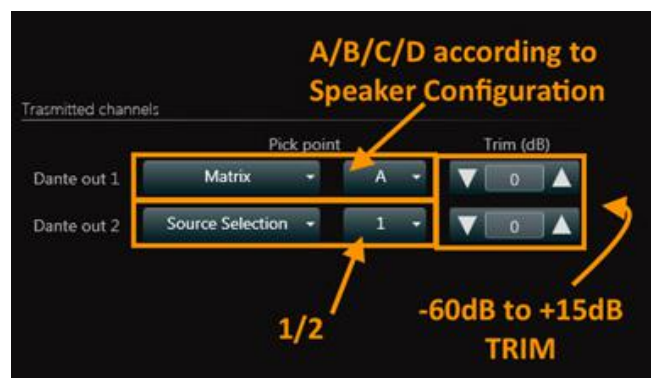 A/B/C/D according to
Speaker Configuration
Trasmitted channels
Pick point Trim (dB)
Dante out 1 Matrix A 0
Dante out 2 Source Selection 1 0
1/2
-60dB to +15dB
TRIM